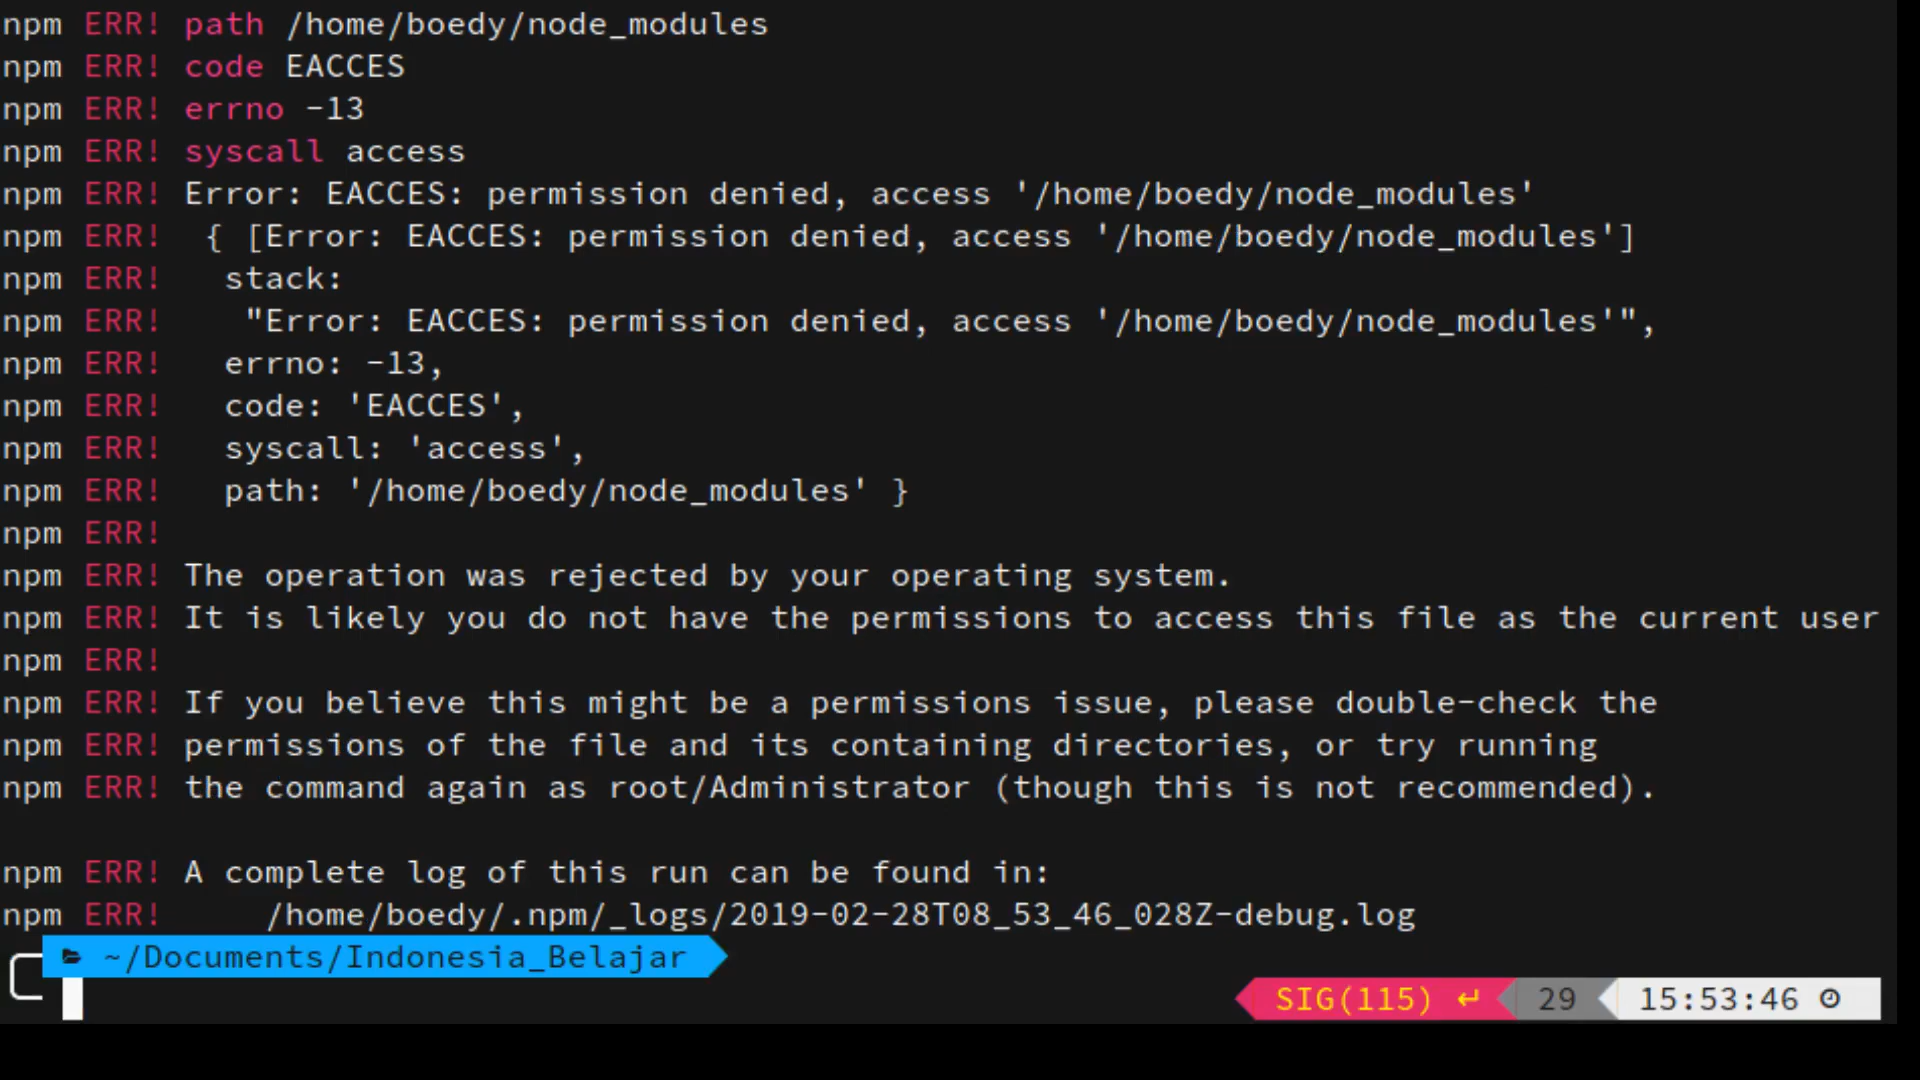 npm ERR! path /home/boedy/node_modules
npm ERR! code EACCES
npm ERR! errno -13
npm ERR! syscall access
npm ERR! Error: EACCES: permission denied, access '/home/boedy/node_modules'
npm ERR!  { [Error: EACCES: permission denied, access '/home/boedy/node_modules']
npm ERR!   stack:
npm ERR!    "Error: EACCES: permission denied, access '/home/boedy/node_modules'",
npm ERR!   errno: -13,
npm ERR!   code: 'EACCES',
npm ERR!   syscall: 'access',
npm ERR!   path: '/home/boedy/node_modules' }
npm ERR!
npm ERR! The operation was rejected by your operating system.
npm ERR! It is likely you do not have the permissions to access this file as the current user
npm ERR!
npm ERR! If you believe this might be a permissions issue, please double-check the
npm ERR! permissions of the file and its containing directories, or try running
npm ERR! the command again as root/Administrator (though this is not recommended).

npm ERR! A complete log of this run can be found in:
npm ERR!     /home/boedy/.npm/_logs/2019-02-28T08_53_46_028Z-debug.log
~/Documents/Indonesia_Belajar
SIG(115) ↵ 29 15:53:46